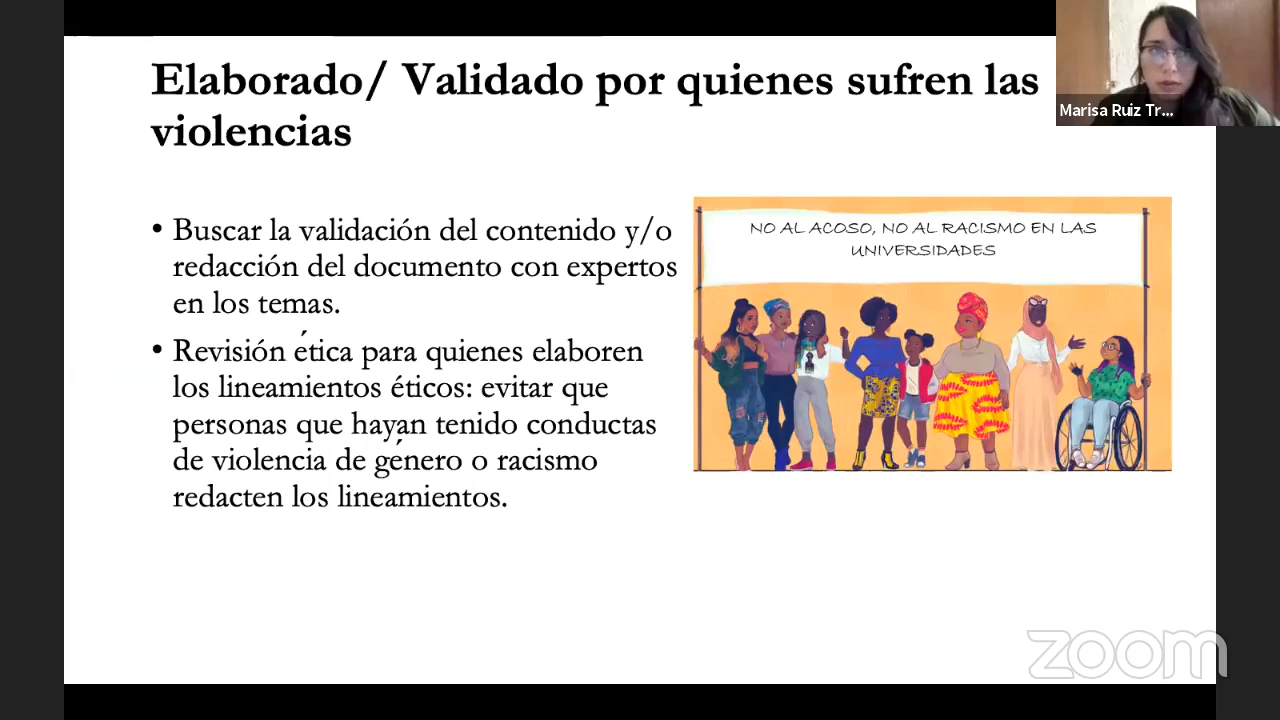 Elaborado/ Validado por quienes sufren las
violencias
Marisa Ruiz Tr...
• Buscar la validación del contenido y/o
redacción del documento con expertos
en los temas.
• Revisión ética para quienes elaboren
los lineamientos éticos: evitar que
personas que hayan tenido conductas
de violencia de género o racismo
redacten los lineamientos.
NO AL ACOSO, NO AL RACISMO EN LAS
UNIVERSIDADES
zoom